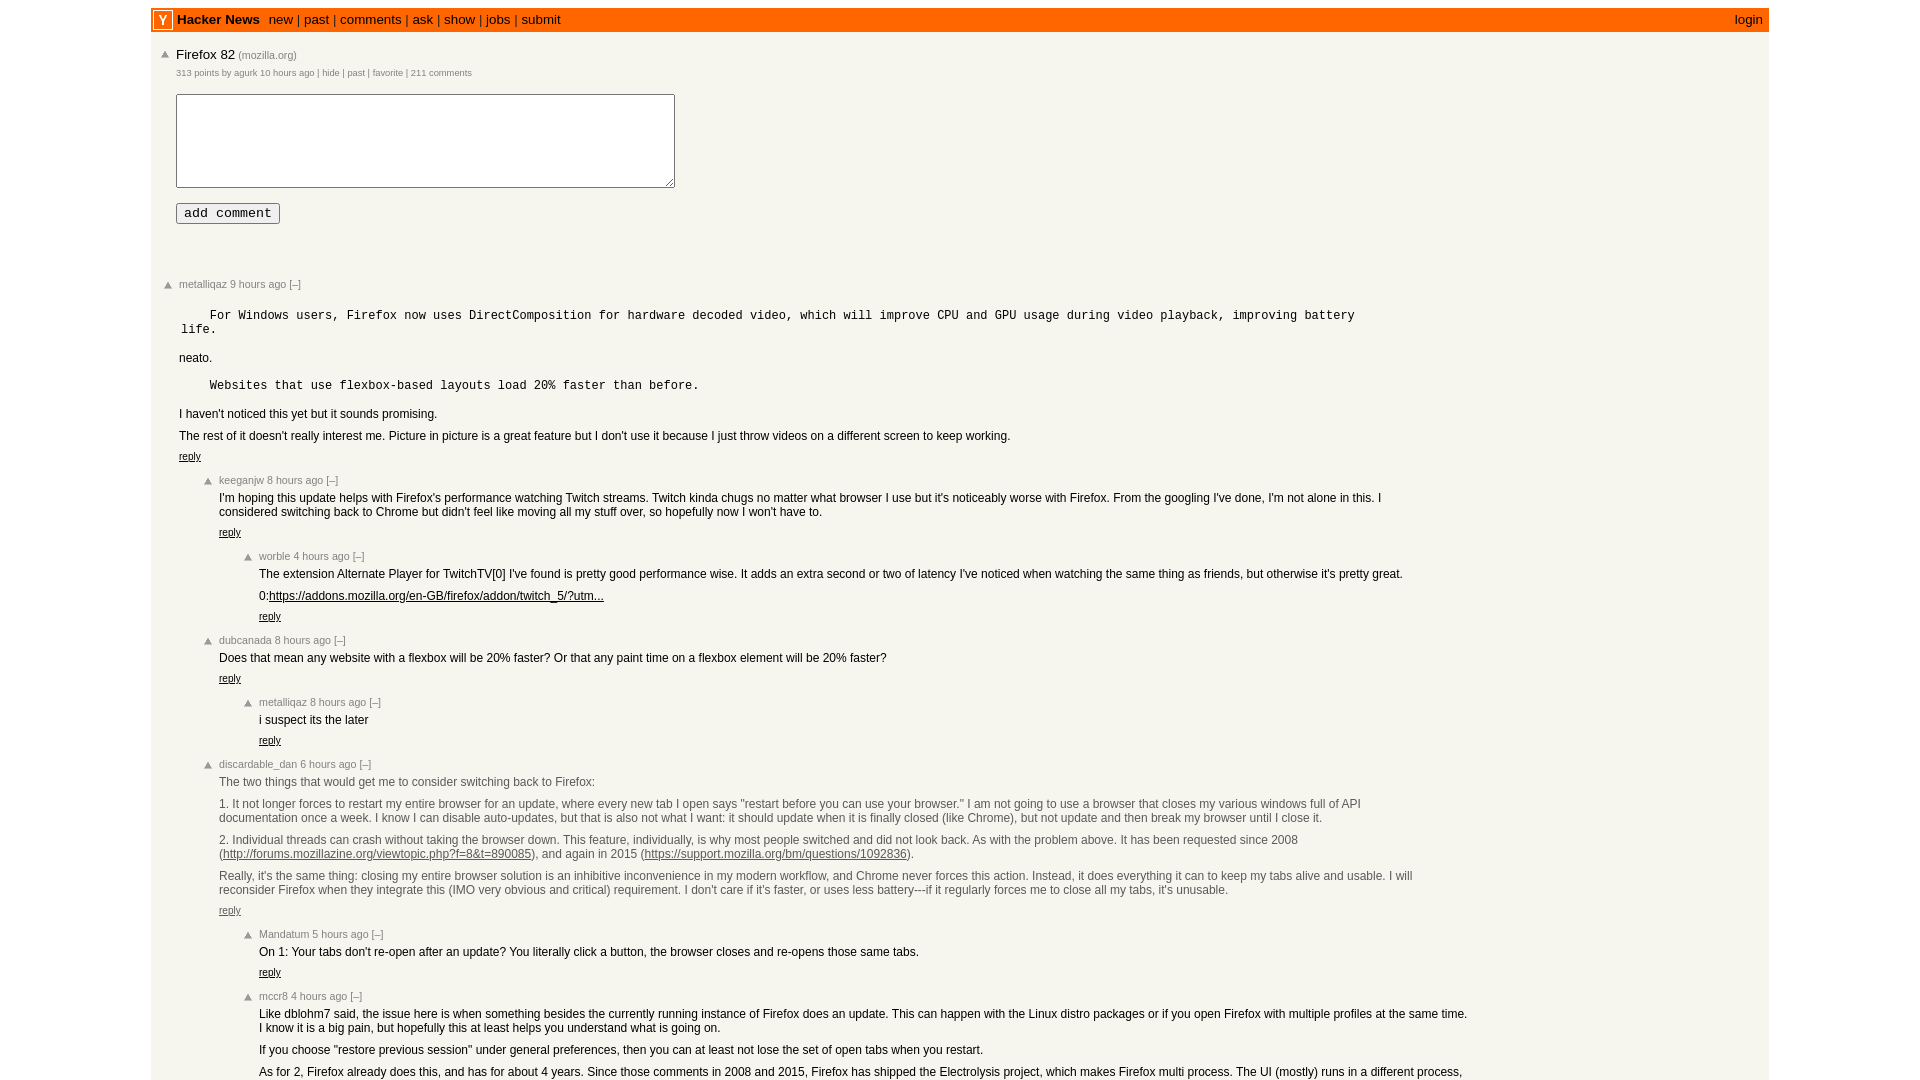 Y Hacker News new | past | comments | ask | show | jobs | submit login
Firefox 82 (mozilla.org)
313 points by agurk 10 hours ago | hide | past | favorite | 211 comments
add comment
metalliqaz 9 hours ago [–]
For Windows users, Firefox now uses DirectComposition for hardware decoded video, which will improve CPU and GPU usage during video playback, improving battery
life.
neato.
Websites that use flexbox-based layouts load 20% faster than before.
I haven't noticed this yet but it sounds promising.
The rest of it doesn't really interest me. Picture in picture is a great feature but I don't use it because I just throw videos on a different screen to keep working.
reply
keeganjw 8 hours ago [–]
I'm hoping this update helps with Firefox's performance watching Twitch streams. Twitch kinda chugs no matter what browser I use but it's noticeably worse with Firefox. From the googling I've done, I'm not alone in this. I
considered switching back to Chrome but didn't feel like moving all my stuff over, so hopefully now I won't have to.
reply
worble 4 hours ago [–]
The extension Alternate Player for TwitchTV[0] I've found is pretty good performance wise. It adds an extra second or two of latency I've noticed when watching the same thing as friends, but otherwise it's pretty great.
0:https://addons.mozilla.org/en-GB/firefox/addon/twitch_5/?utm...
reply
dubcanada 8 hours ago [–]
Does that mean any website with a flexbox will be 20% faster? Or that any paint time on a flexbox element will be 20% faster?
reply
metalliqaz 8 hours ago [–]
i suspect its the later
reply
discardable_dan 6 hours ago [–]
The two things that would get me to consider switching back to Firefox:
1. It not longer forces to restart my entire browser for an update, where every new tab I open says "restart before you can use your browser." I am not going to use a browser that closes my various windows full of API
documentation once a week. I know I can disable auto-updates, but that is also not what I want: it should update when it is finally closed (like Chrome), but not update and then break my browser until I close it.
2. Individual threads can crash without taking the browser down. This feature, individually, is why most people switched and did not look back. As with the problem above. It has been requested since 2008
(http://forums.mozillazine.org/viewtopic.php?f=8&t=890085), and again in 2015 (https://support.mozilla.org/bm/questions/1092836).
Really, it's the same thing: closing my entire browser solution is an inhibitive inconvenience in my modern workflow, and Chrome never forces this action. Instead, it does everything it can to keep my tabs alive and usable. I will
reconsider Firefox when they integrate this (IMO very obvious and critical) requirement. I don't care if it's faster, or uses less battery---if it regularly forces me to close all my tabs, it's unusable.
reply
Mandatum 5 hours ago [–]
On 1: Your tabs don't re-open after an update? You literally click a button, the browser closes and re-opens those same tabs.
reply
mccr8 4 hours ago [–]
Like dblohm7 said, the issue here is when something besides the currently running instance of Firefox does an update. This can happen with the Linux distro packages or if you open Firefox with multiple profiles at the same time.
I know it is a big pain, but hopefully this at least helps you understand what is going on.
If you choose "restore previous session" under general preferences, then you can at least not lose the set of open tabs when you restart.
As for 2, Firefox already does this, and has for about 4 years. Since those comments in 2008 and 2015, Firefox has shipped the Electrolysis project, which makes Firefox multi process. The UI (mostly) runs in a different process,